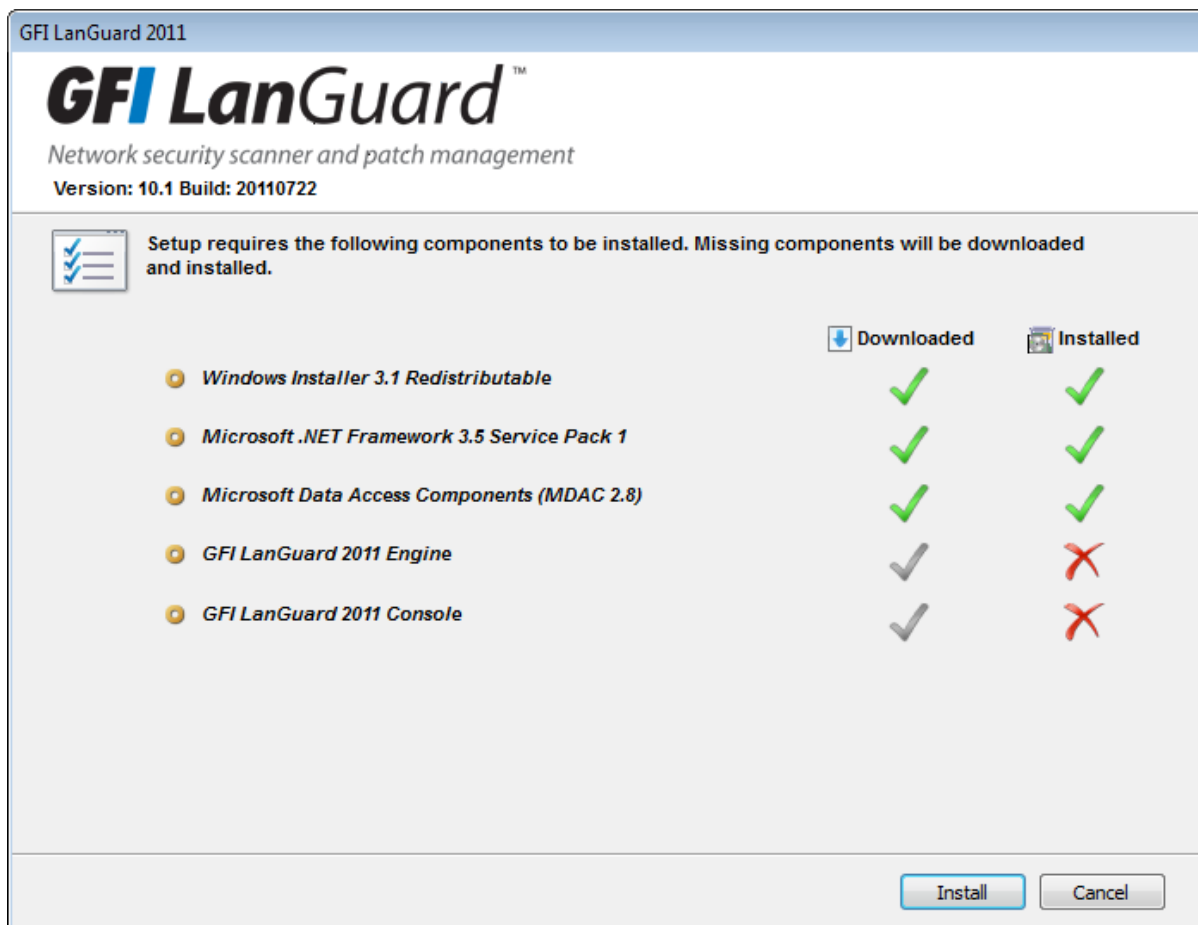 GFI LanGuard 2011
GFI LanGuard™
Network security scanner and patch management
Version: 10.1 Build: 20110722
Setup requires the following components to be installed. Missing components will be downloaded
and installed.
Downloaded Installed
Windows Installer 3.1 Redistributable
Microsoft .NET Framework 3.5 Service Pack 1
Microsoft Data Access Components (MDAC 2.8)
GFI LanGuard 2011 Engine
GFI LanGuard 2011 Console
Install Cancel